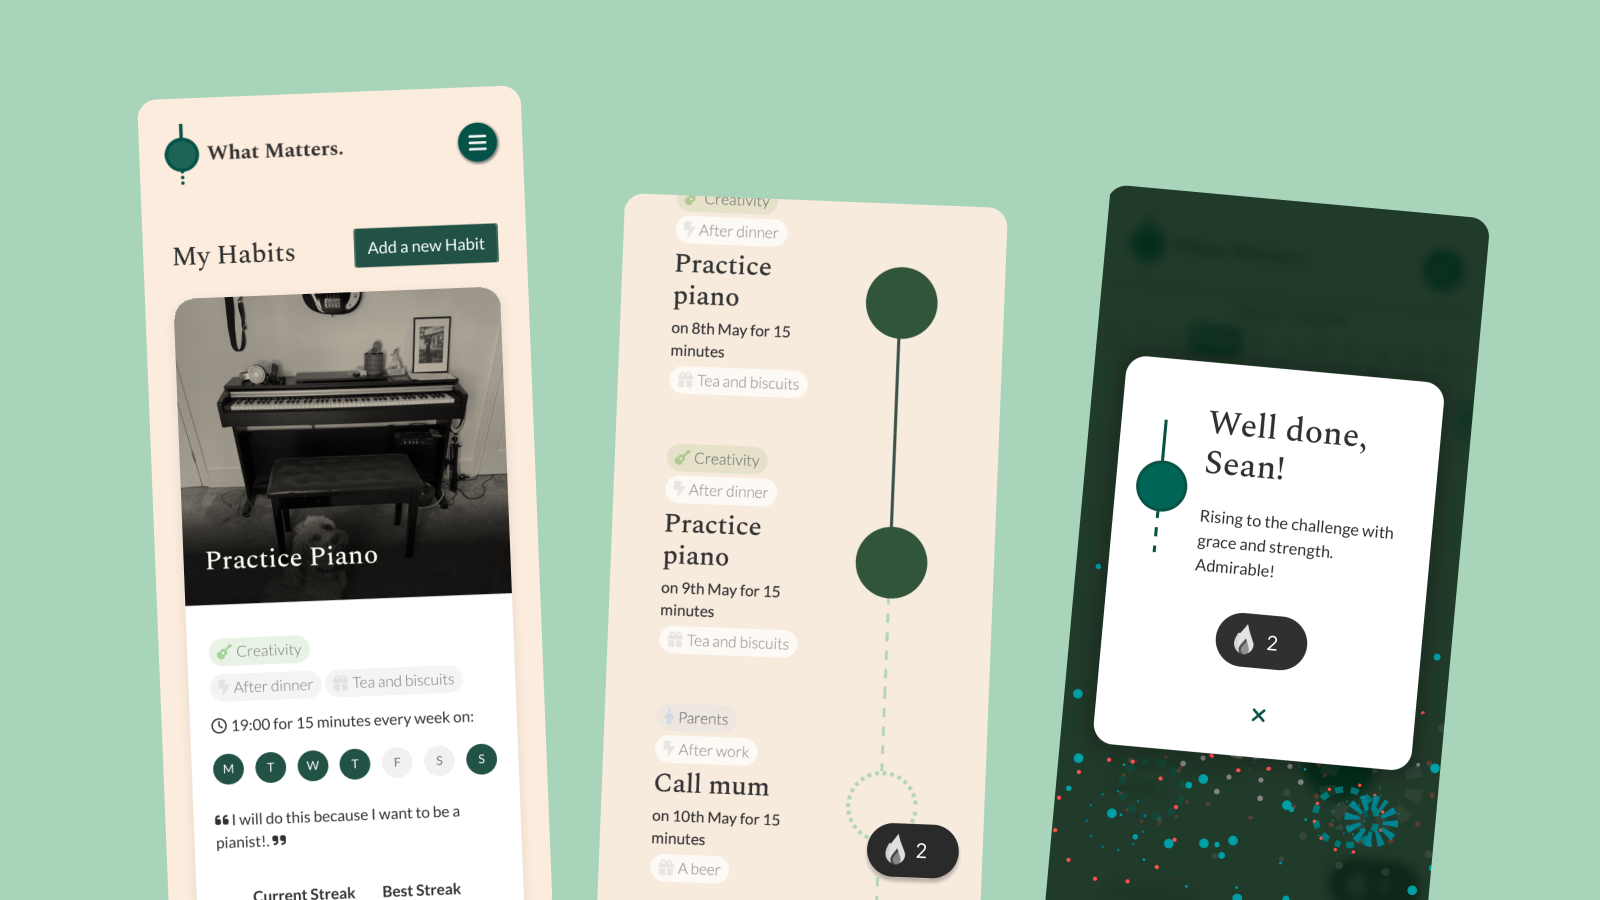 What Matters.
My Habits
Add a new Habit
Practice Piano
Creativity
After dinner
Tea and biscuits
19:00 for 15 minutes every week on:
M T W T F S S
❝ I will do this because I want to be a
pianist!. ❞
Current Streak
Best Streak
Creativity
After dinner
Practice
piano
on 8th May for 15
minutes
Tea and biscuits
Creativity
After dinner
Practice
piano
on 9th May for 15
minutes
Tea and biscuits
Parents
After work
Call mum
on 10th May for 15
minutes
A beer
2
Well done,
Sean!
Rising to the challenge with
grace and strength.
Admirable!
2
×